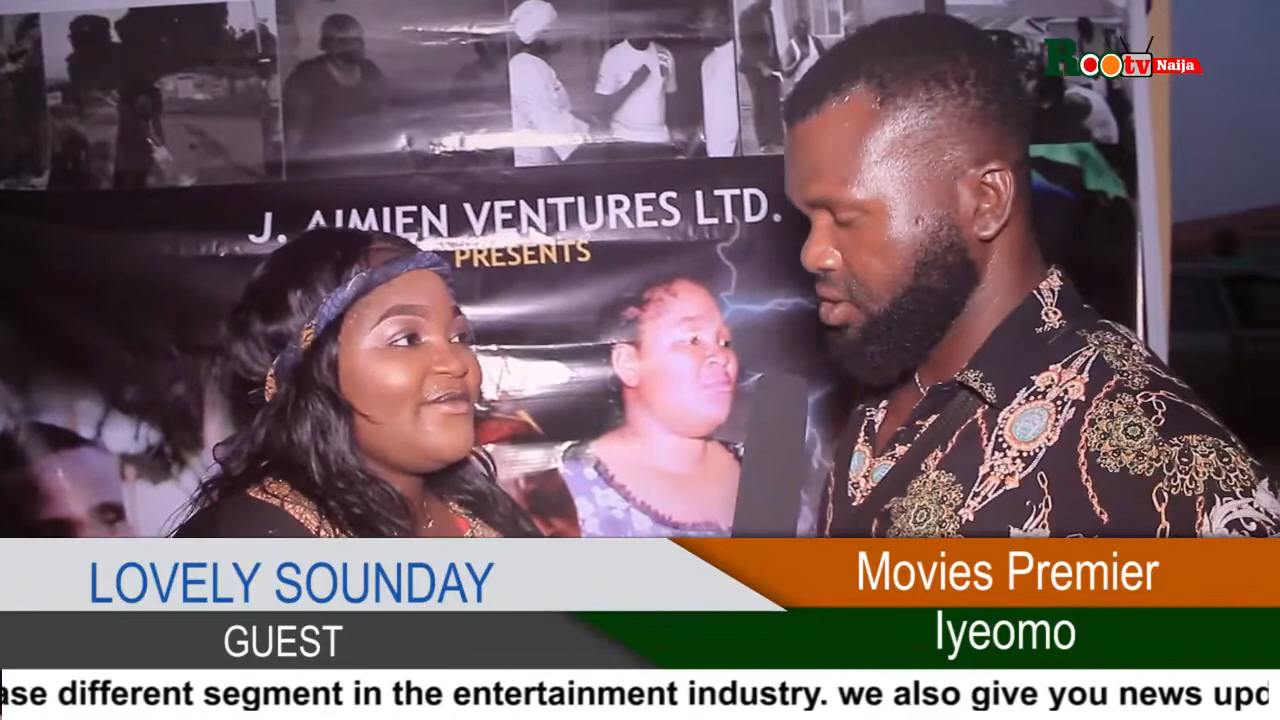 Rootv Naija
J. AIMIEN VENTURES LTD.
PRESENTS
LOVELY SOUNDAY
GUEST
Movies Premier
Iyeomo
ase different segment in the entertainment industry. we also give you news upd